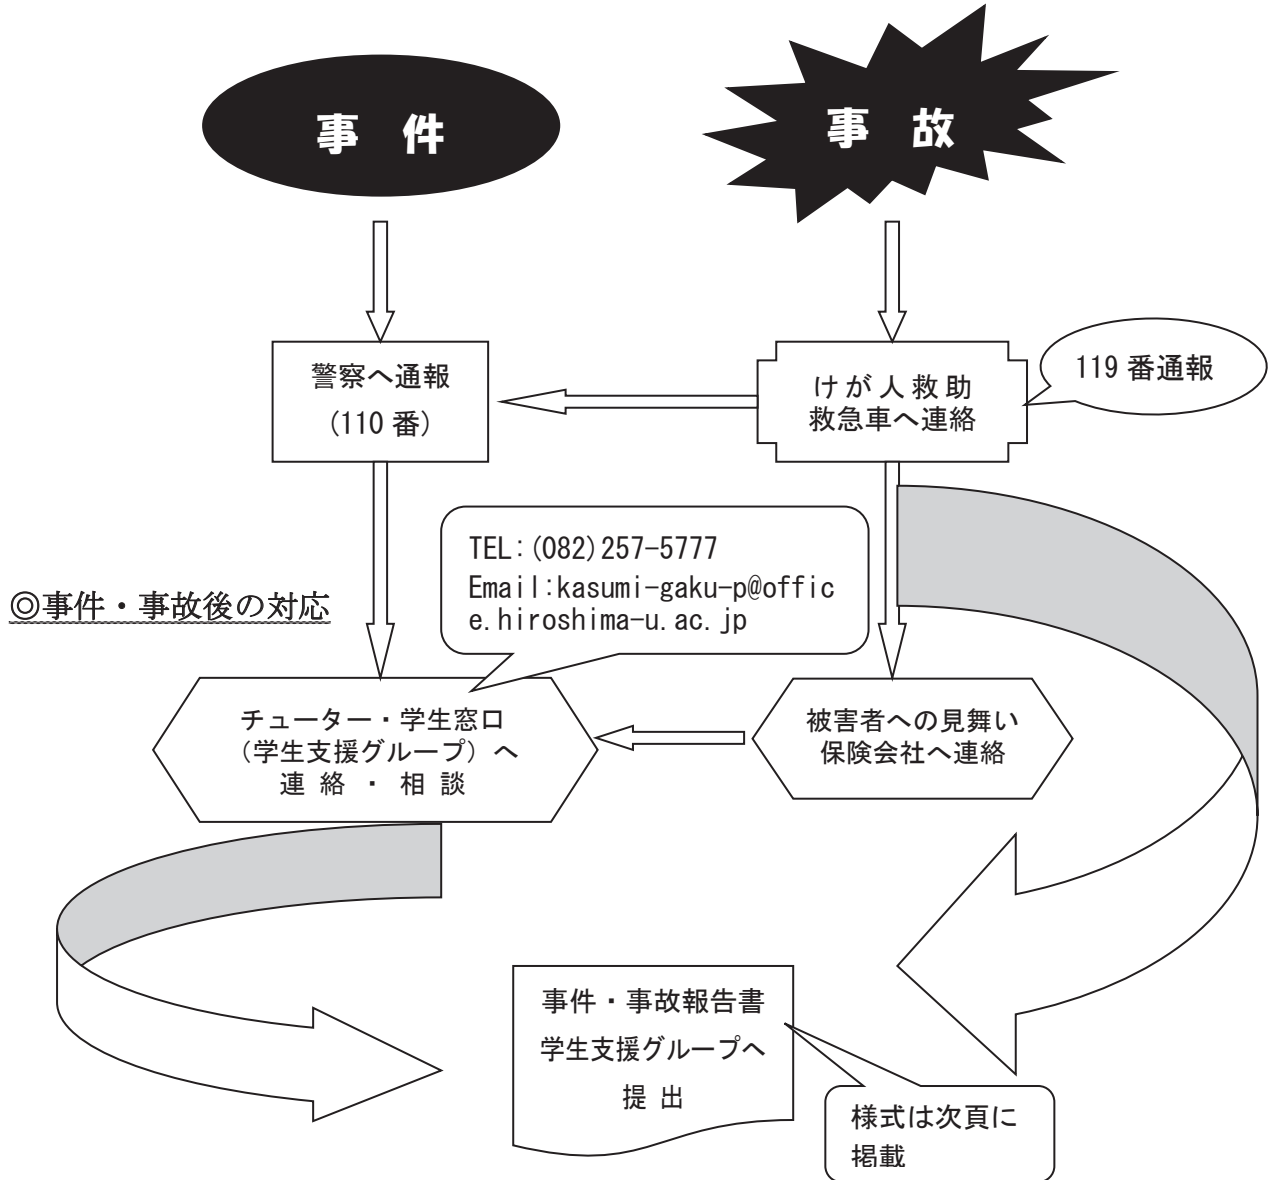 事 件
事 故
警察へ通報
(110 番)
けが人救助
救急車へ連絡
119 番通報
TEL:(082)257-5777
Email:kasumi-gaku-p@offic
e.hiroshima-u.ac.jp
◎事件・事故後の対応
チューター・学生窓口
(学生支援グループ)へ
連 絡 ・ 相 談
被害者への見舞い
保険会社へ連絡
事件・事故報告書
学生支援グループへ
提 出
様式は次頁に
掲載